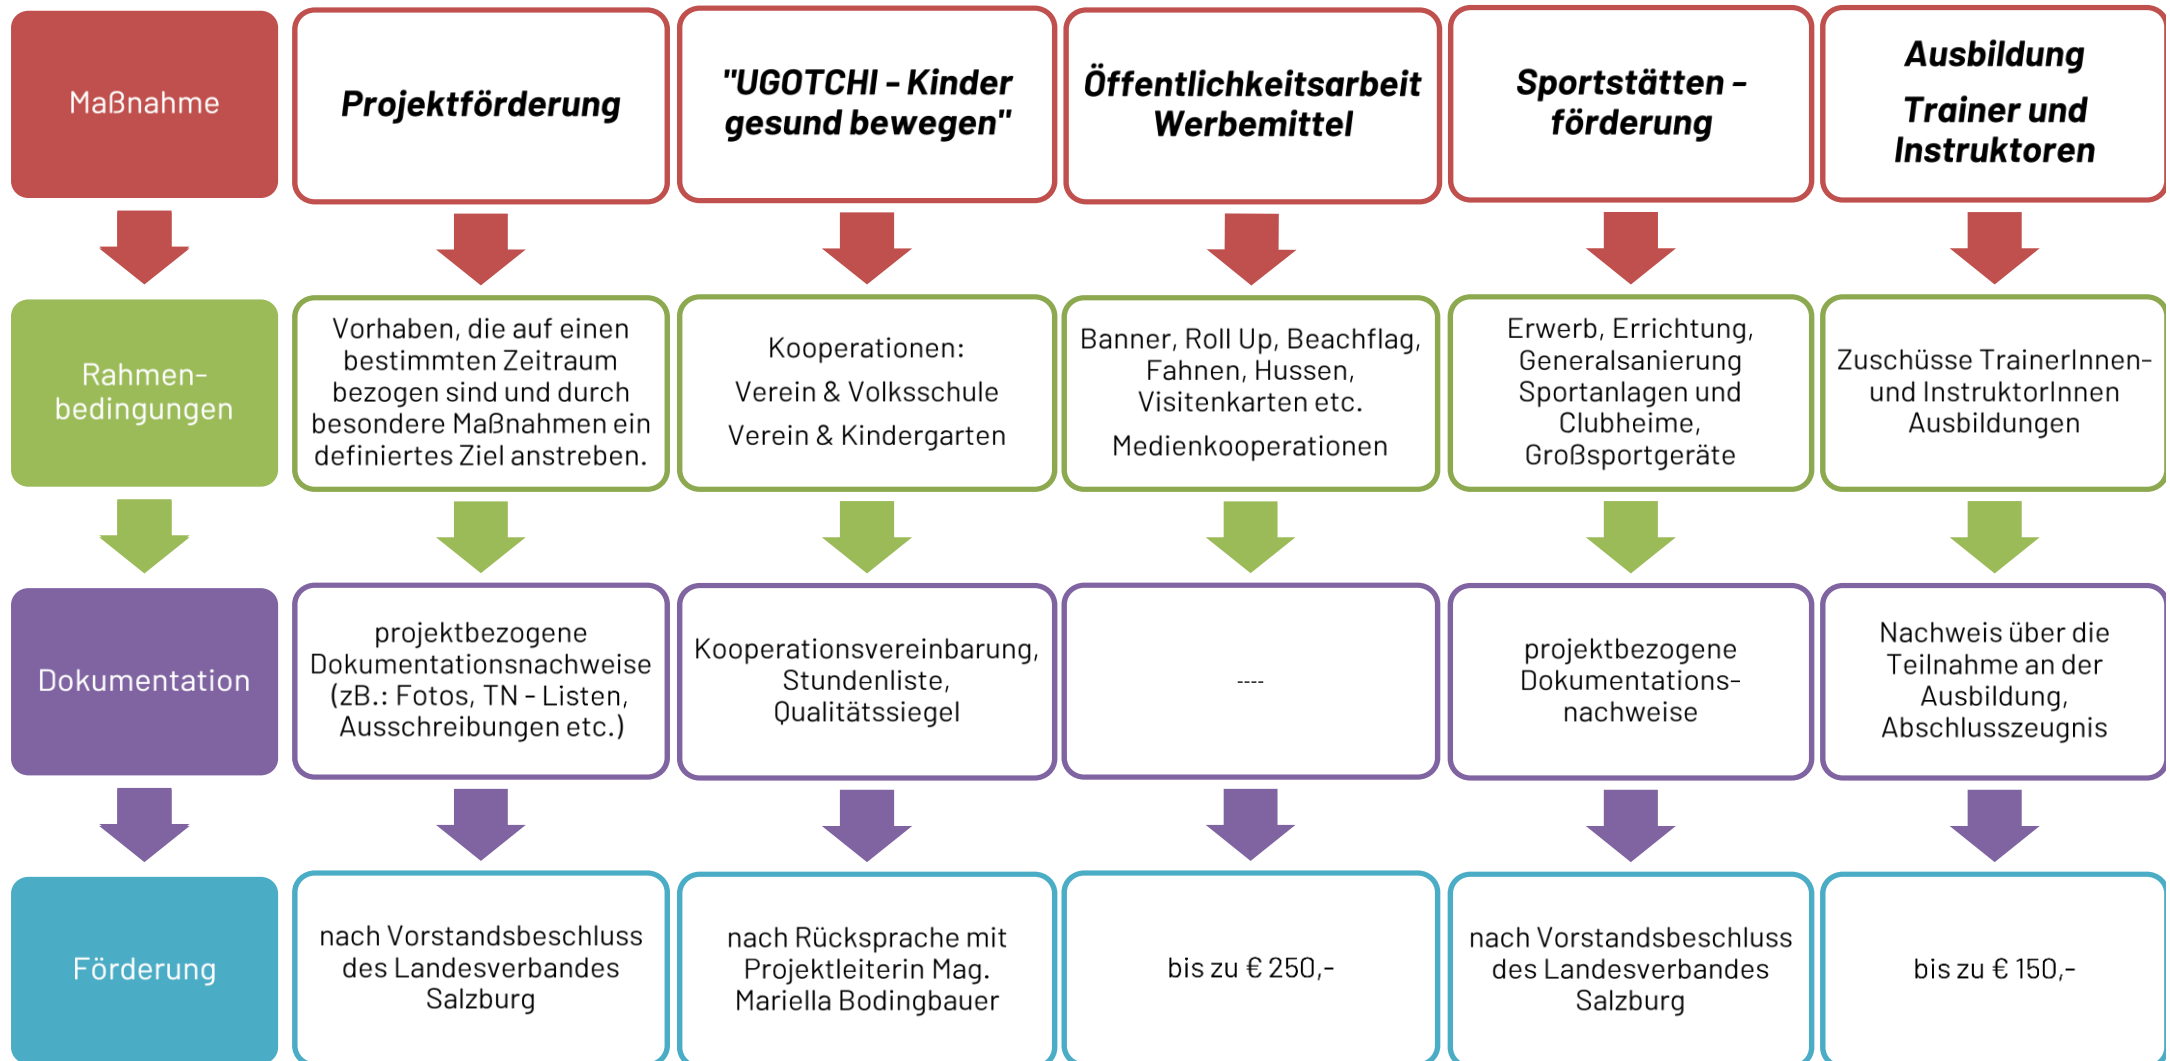 Maßnahme
Projektförderung
"UGOTCHI - Kinder
gesund bewegen"
Öffentlichkeitsarbeit
Werbemittel
Sportstätten -
förderung
Ausbildung
Trainer und
Instruktoren
Rahmen-
bedingungen
Vorhaben, die auf einen
bestimmten Zeitraum
bezogen sind und durch
besondere Maßnahmen ein
definiertes Ziel anstreben.
Kooperationen:
Verein & Volksschule
Verein & Kindergarten
Banner, Roll Up, Beachflag,
Fahnen, Hussen,
Visitenkarten etc.
Medienkooperationen
Erwerb, Errichtung,
Generalsanierung
Sportanlagen und
Clubheime,
Großsportgeräte
Zuschüsse TrainerInnen-
und InstruktorInnen
Ausbildungen
Dokumentation
projektbezogene
Dokumentationsnachweise
(zB.: Fotos, TN - Listen,
Ausschreibungen etc.)
Kooperationsvereinbarung,
Stundenliste,
Qualitätssiegel
----
projektbezogene
Dokumentations-
nachweise
Nachweis über die
Teilnahme an der
Ausbildung,
Abschlusszeugnis
Förderung
nach Vorstandsbeschluss
des Landesverbandes
Salzburg
nach Rücksprache mit
Projektleiterin Mag.
Mariella Bodingbauer
bis zu € 250,-
nach Vorstandsbeschluss
des Landesverbandes
Salzburg
bis zu € 150,-